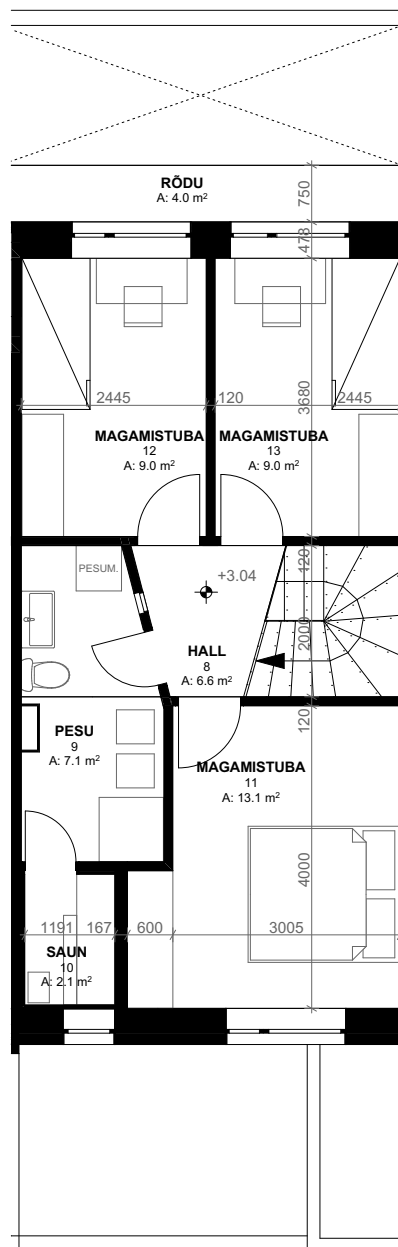 RÕDU
A: 4.0 m²
750
478
2445
120
3680
2445
MAGAMISTUBA
12
A: 9.0 m²
MAGAMISTUBA
13
A: 9.0 m²
PESUM.
+3.04
120
2000
HALL
8
A: 6.6 m²
120
PESU
9
A: 7.1 m²
MAGAMISTUBA
11
A: 13.1 m²
4000
1191
167
600
3005
SAUN
10
A: 2.1 m²